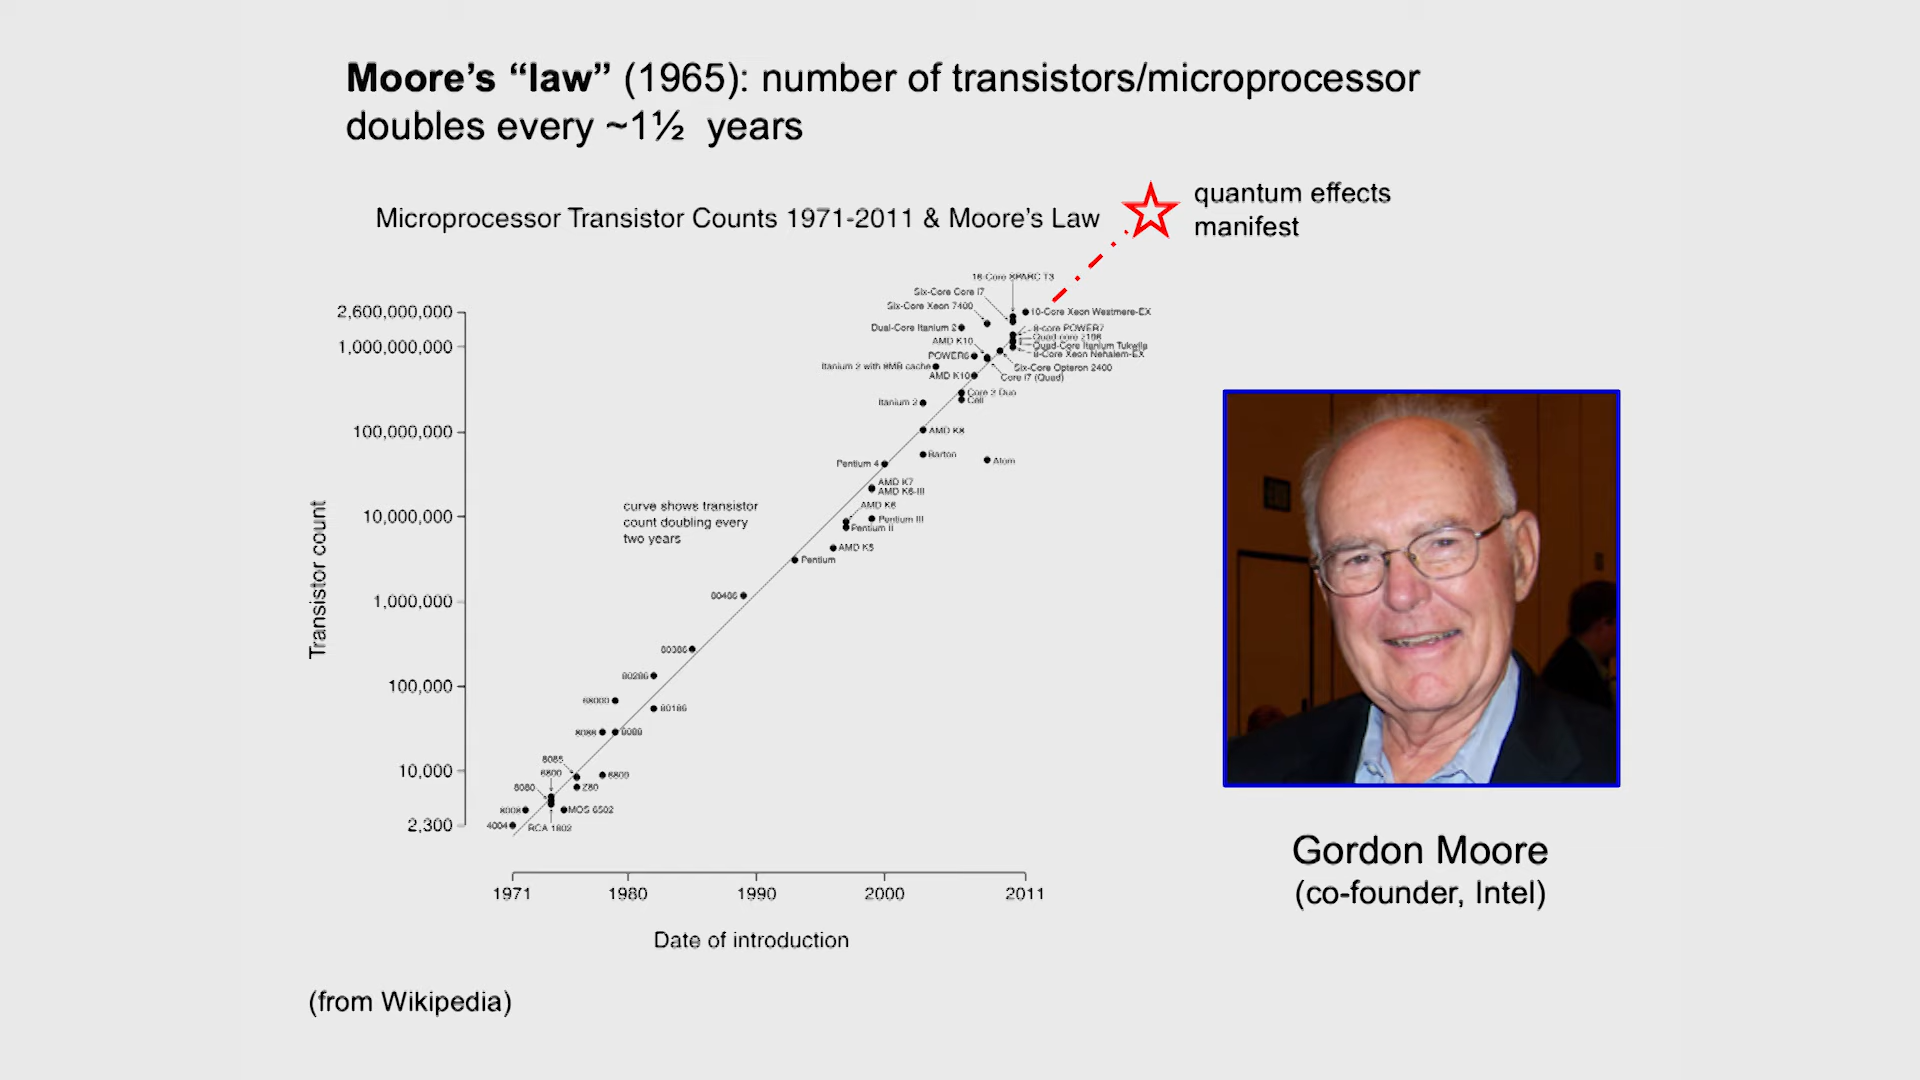 Moore’s “law” (1965): number of transistors/microprocessor
doubles every ~1½ years
quantum effects
manifest
Microprocessor Transistor Counts 1971-2011 & Moore’s Law
16-Core SPARC T3
Six-Core Core i7
Six-Core Xeon 7400
10-Core Xeon Westmere-EX
Dual-Core Itanium 2
8-core POWER7
Quad-core z196
AMD K10
Quad-Core Itanium Tukwila
8-Core Xeon Nehalem-EX
POWER6
Itanium 2 with 9MB cache
Six-Core Opteron 2400
AMD K10
Core i7 (Quad)
Core 2 Duo
Cell
Itanium 2
AMD K8
Barton
Atom
Pentium 4
AMD K7
AMD K6-III
AMD K6
Pentium III
Pentium II
AMD K5
Pentium
80486
80386
80286
68000
80186
8086
8088
8085
6800
6809
8080
Z80
8008
MOS 6502
4004
RCA 1802
curve shows transistor
count doubling every
two years
2,600,000,000
1,000,000,000
100,000,000
10,000,000
1,000,000
100,000
10,000
2,300
Transistor count
1971 1980 1990 2000 2011
Date of introduction
Gordon Moore
(co-founder, Intel)
(from Wikipedia)